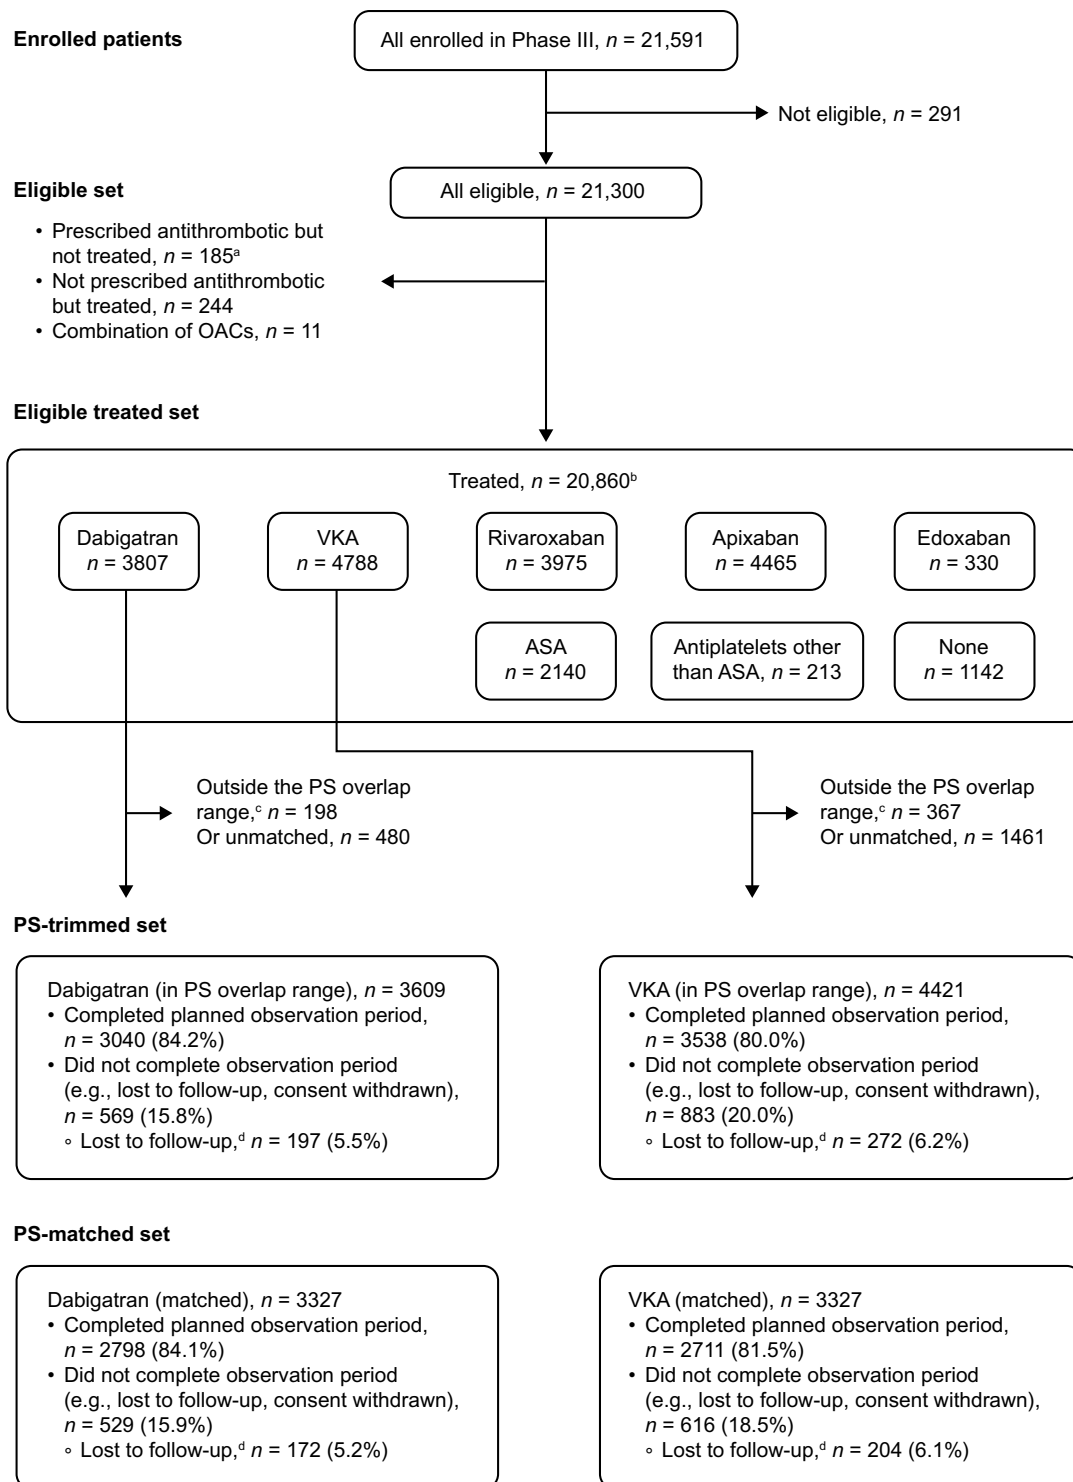 Enrolled patients
All enrolled in Phase III, n = 21,591
Not eligible, n = 291
Eligible set
All eligible, n = 21,300
• Prescribed antithrombotic but
not treated, n = 185ᵃ
• Not prescribed antithrombotic
but treated, n = 244
• Combination of OACs, n = 11
Eligible treated set
Treated, n = 20,860ᵇ
Dabigatran
n = 3807
VKA
n = 4788
Rivaroxaban
n = 3975
Apixaban
n = 4465
Edoxaban
n = 330
ASA
n = 2140
Antiplatelets other
than ASA, n = 213
None
n = 1142
Outside the PS overlap
range,ᶜ n = 198
Or unmatched, n = 480
Outside the PS overlap
range,ᶜ n = 367
Or unmatched, n = 1461
PS-trimmed set
Dabigatran (in PS overlap range), n = 3609
• Completed planned observation period,
n = 3040 (84.2%)
• Did not complete observation period
(e.g., lost to follow-up, consent withdrawn),
n = 569 (15.8%)
∘ Lost to follow-up,ᵈ n = 197 (5.5%)
VKA (in PS overlap range), n = 4421
• Completed planned observation period,
n = 3538 (80.0%)
• Did not complete observation period
(e.g., lost to follow-up, consent withdrawn),
n = 883 (20.0%)
∘ Lost to follow-up,ᵈ n = 272 (6.2%)
PS-matched set
Dabigatran (matched), n = 3327
• Completed planned observation period,
n = 2798 (84.1%)
• Did not complete observation period
(e.g., lost to follow-up, consent withdrawn),
n = 529 (15.9%)
∘ Lost to follow-up,ᵈ n = 172 (5.2%)
VKA (matched), n = 3327
• Completed planned observation period,
n = 2711 (81.5%)
• Did not complete observation period
(e.g., lost to follow-up, consent withdrawn),
n = 616 (18.5%)
∘ Lost to follow-up,ᵈ n = 204 (6.1%)